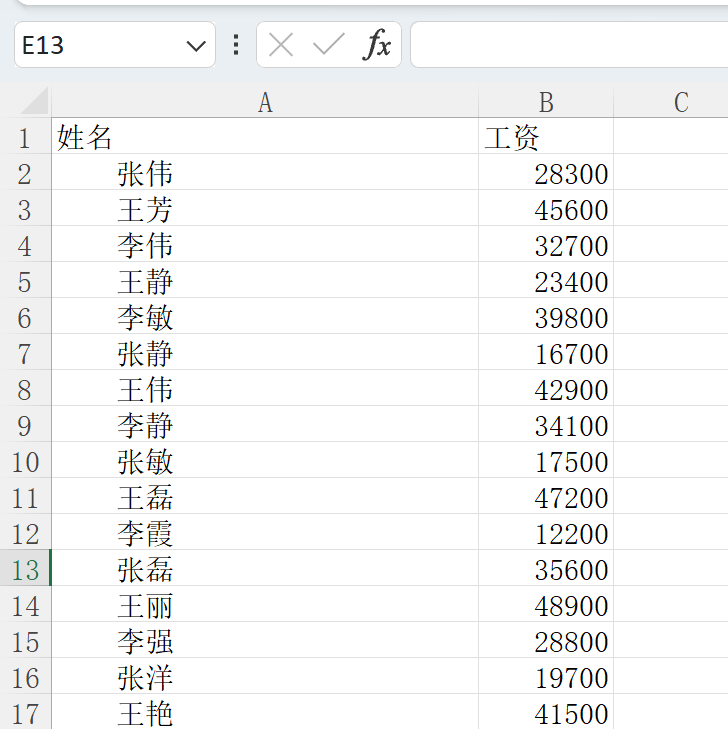 E13 fx
A B C
1 姓名 工资
2 张伟 28300
3 王芳 45600
4 李伟 32700
5 王静 23400
6 李敏 39800
7 张静 16700
8 王伟 42900
9 李静 34100
10 张敏 17500
11 王磊 47200
12 李霞 12200
13 张磊 35600
14 王丽 48900
15 李强 28800
16 张洋 19700
17 王艳 41500